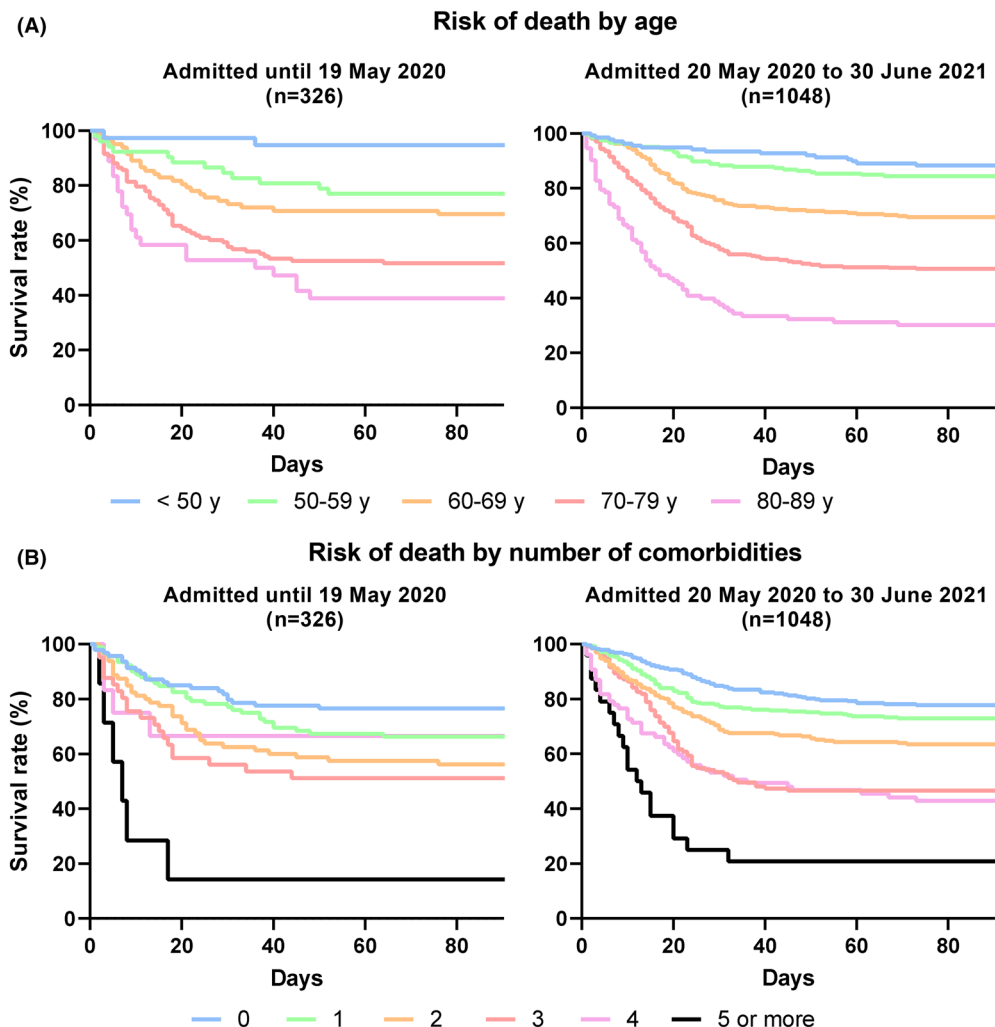 (A)
Risk of death by age
Admitted until 19 May 2020
(n=326)
Admitted 20 May 2020 to 30 June 2021
(n=1048)
Survival rate (%)
100
80
60
40
20
0
0 20 40 60 80
Days
100
80
60
40
20
0
0 20 40 60 80
Days
< 50 y 50-59 y 60-69 y 70-79 y 80-89 y
(B)
Risk of death by number of comorbidities
Admitted until 19 May 2020
(n=326)
Admitted 20 May 2020 to 30 June 2021
(n=1048)
Survival rate (%)
100
80
60
40
20
0
0 20 40 60 80
Days
100
80
60
40
20
0
0 20 40 60 80
Days
0 1 2 3 4 5 or more